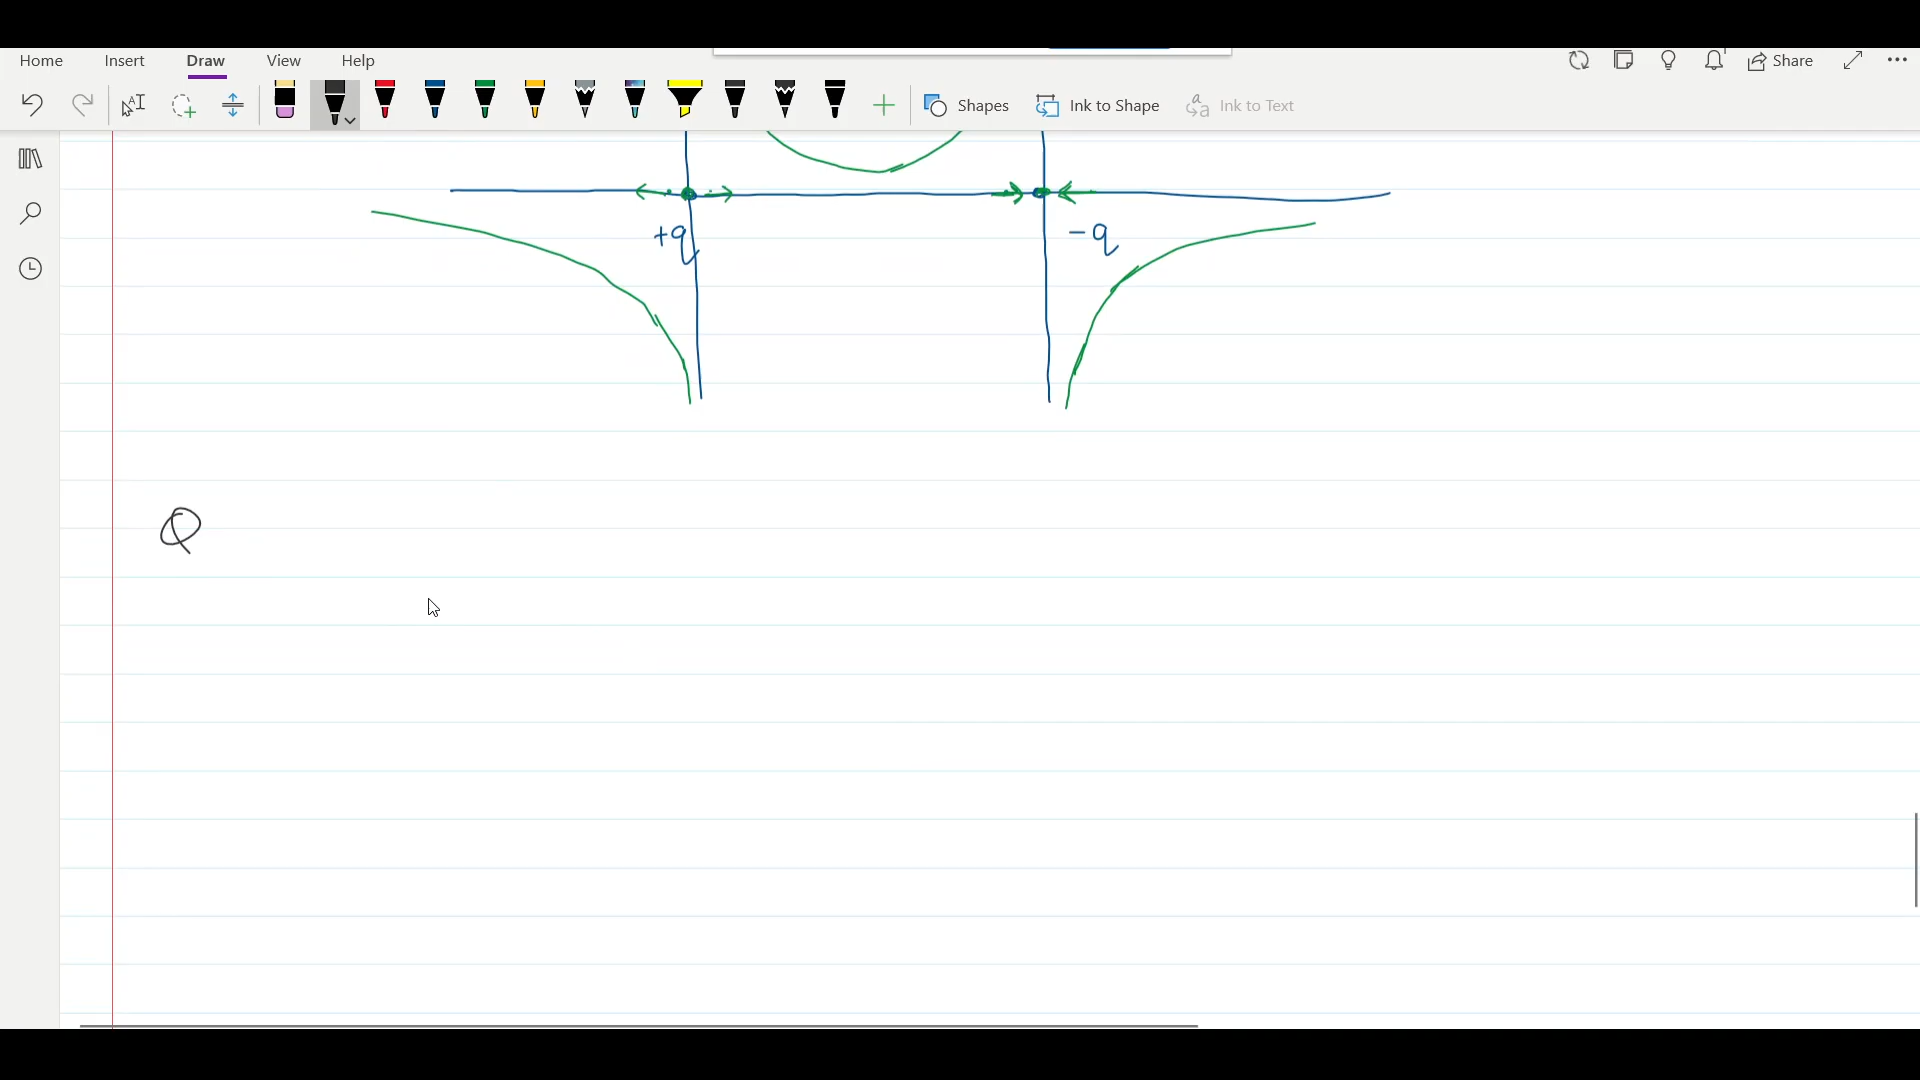 Home Insert Draw View Help
Share
Shapes Ink to Shape Ink to Text
+q -q
Q